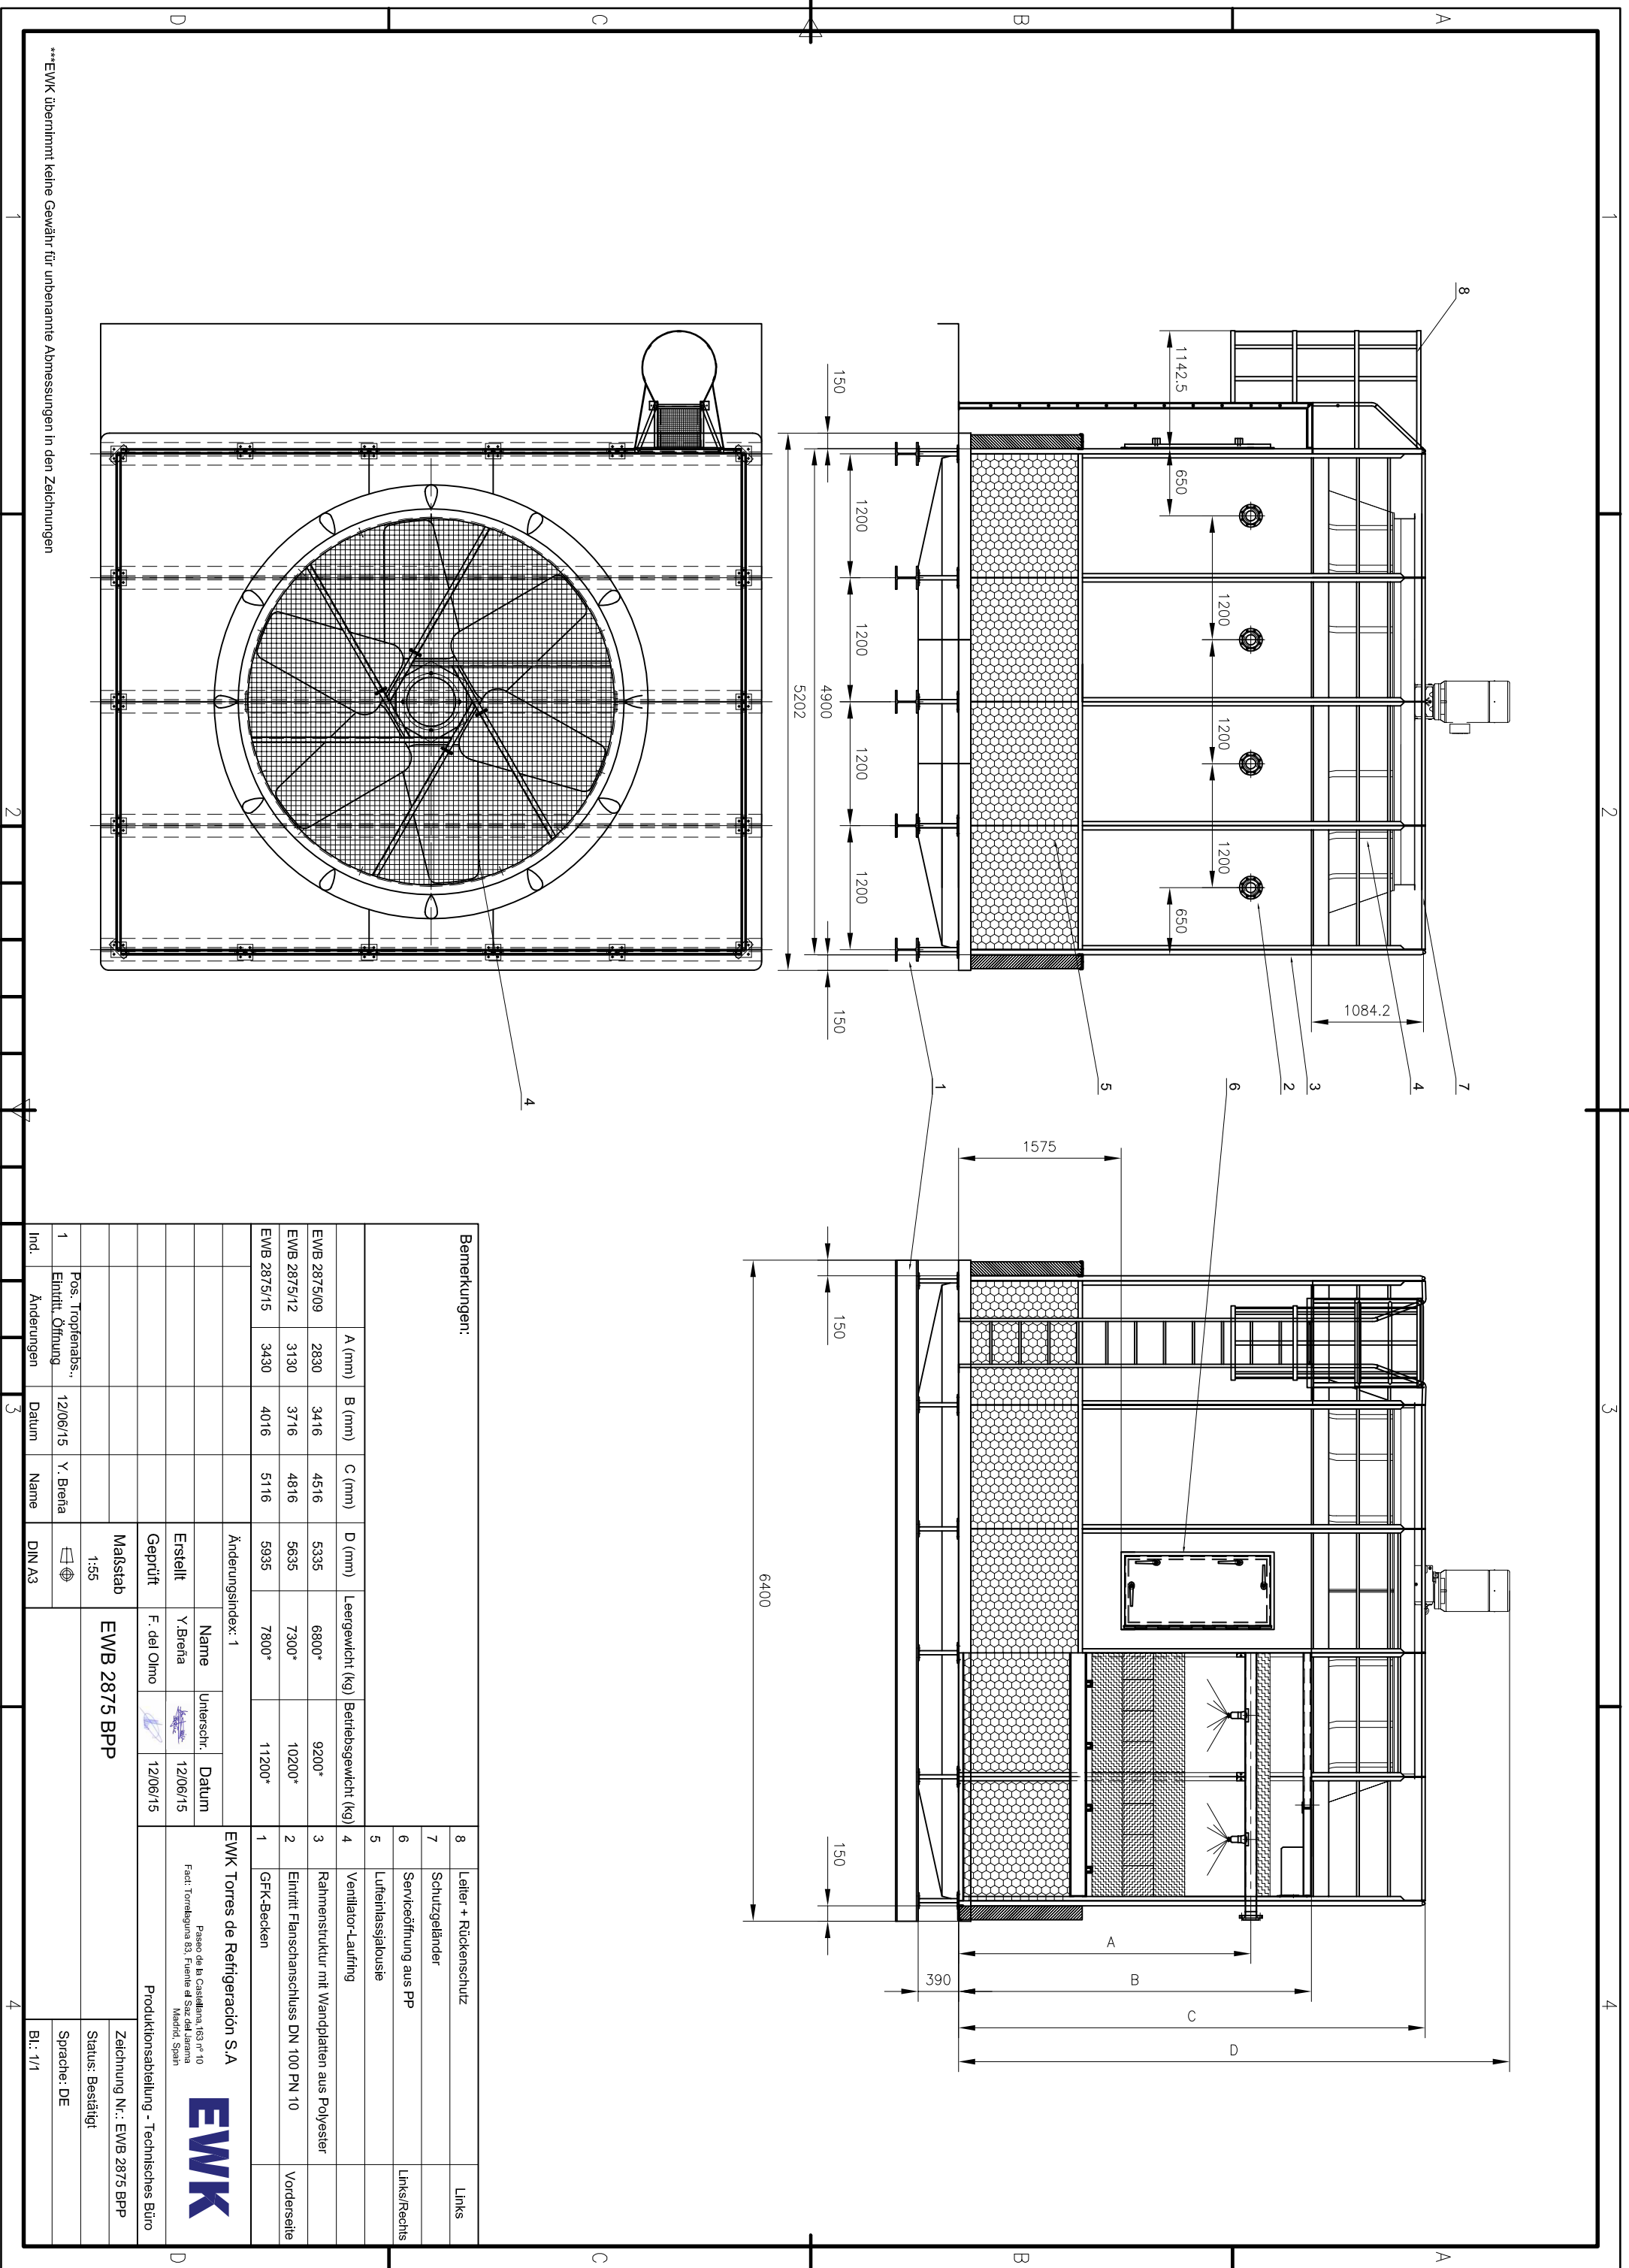 1
2
3
4
A
B
C
D
1
2
3
4
A
B
C
D
8
1142.5
650
1200
1200
1200
650
1084.2
7
4
3
2
6
5
1
150
1200
1200
1200
1200
4900
5202
150
4
1575
150
6400
150
390
A
B
C
D
***EWK übernimmt keine Gewähr für unbenannte Abmessungen in den Zeichnungen
Bemerkungen:
A (mm) B (mm) C (mm) D (mm) Leergewicht (kg) Betriebsgewicht (kg)
EWB 2875/09 2830 3416 4516 5335 6800* 9200*
EWB 2875/12 3130 3716 4816 5635 7300* 10200*
EWB 2875/15 3430 4016 5116 5935 7800* 11200*
8 Leiter + Rückenschutz Links
7 Schutzgeländer
6 Serviceöffnung aus PP Links/Rechts
5 Lufteinlassjalousie
4 Ventilator-Laufring
3 Rahmenstruktur mit Wandplatten aus Polyester
2 Eintritt Flanschanschluss DN 100 PN 10 Vorderseite
1 GFK-Becken
Änderungsindex: 1
Name Unterschr. Datum
Erstellt Y.Breña 12/06/15
Geprüft F. del Olmo 12/06/15
EWK Torres de Refrigeración S.A
Paseo de la Castellana,163 nº 10
Fact: Torrelaguna 83, Fuente el Saz del Jarama
Madrid, Spain
EWK
Produktionsabteilung - Technisches Büro
Maßstab
1:55
EWB 2875 BPP
Zeichnung Nr.: EWB 2875 BPP
Status: Bestätigt
Sprache: DE
Bl.: 1/1
1 Pos. Tropfenabs., Eintritt, Öffnung 12/06/15 Y. Breña
Ind. Änderungen Datum Name DIN A3